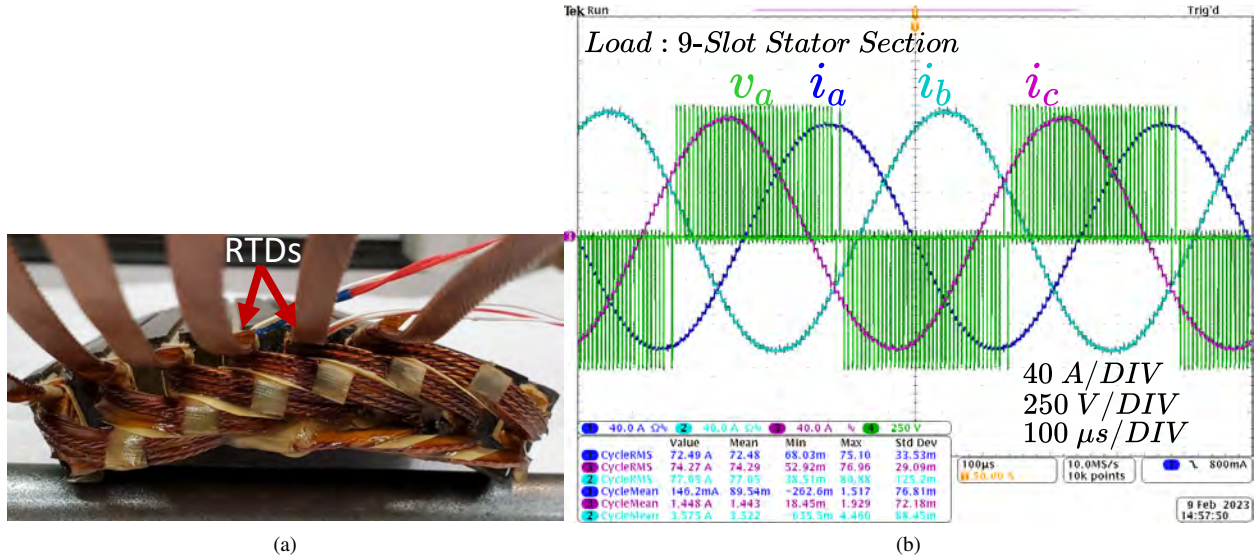 RTDs
(a)
Tek Run
Trig'd
Load : 9-Slot Stator Section
v_a i_a i_b i_c
40 A/DIV
250 V/DIV
100 μs/DIV
1 40.0 A Ω 2 40.0 A Ω 3 40.0 A 4 250 V
Value Mean Min Max Std Dev
1 CycleRMS 72.49 A 72.48 68.03m 75.10 33.53m
3 CycleRMS 74.27 A 74.29 52.92m 76.96 29.09m
2 CycleRMS 77.05 A 77.05 38.51m 80.88 125.2m
1 CycleMean 146.2mA 89.54m -262.6m 1.517 76.81m
3 CycleMean 1.448 A 1.443 18.45m 1.929 72.18m
2 CycleMean 3.575 A 3.522 4.460 88.45m
100μs
50.00 %
10.0MS/s
10k points
1 800mA
9 Feb 2023
14:57:50
(b)